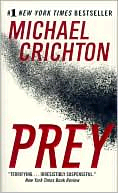 #1 NEW YORK TIMES BESTSELLER
MICHAEL
CRICHTON
PREY
"TERRIFYING... IRRESISTIBLY SUSPENSEFUL."
New York Times Book Review